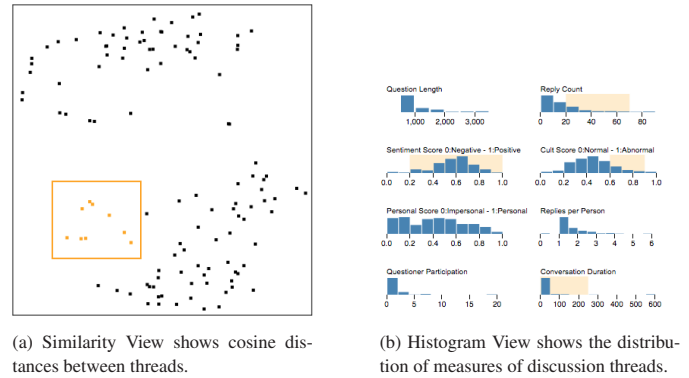 Question Length
1,000 2,000 3,000
Reply Count
0 20 40 60 80
Sentiment Score 0:Negative - 1:Positive
0.0 0.2 0.4 0.6 0.8 1.0
Cult Score 0:Normal - 1:Abnormal
0.0 0.2 0.4 0.6 0.8 1.0
Personal Score 0:Impersonal - 1:Personal
0.0 0.2 0.4 0.6 0.8 1.0
Replies per Person
0 1 2 3 4 5 6
Questioner Participation
0 5 10 15 20
Conversation Duration
0 100 200 300 400 500 600
(a) Similarity View shows cosine dis-
tances between threads.
(b) Histogram View shows the distribu-
tion of measures of discussion threads.